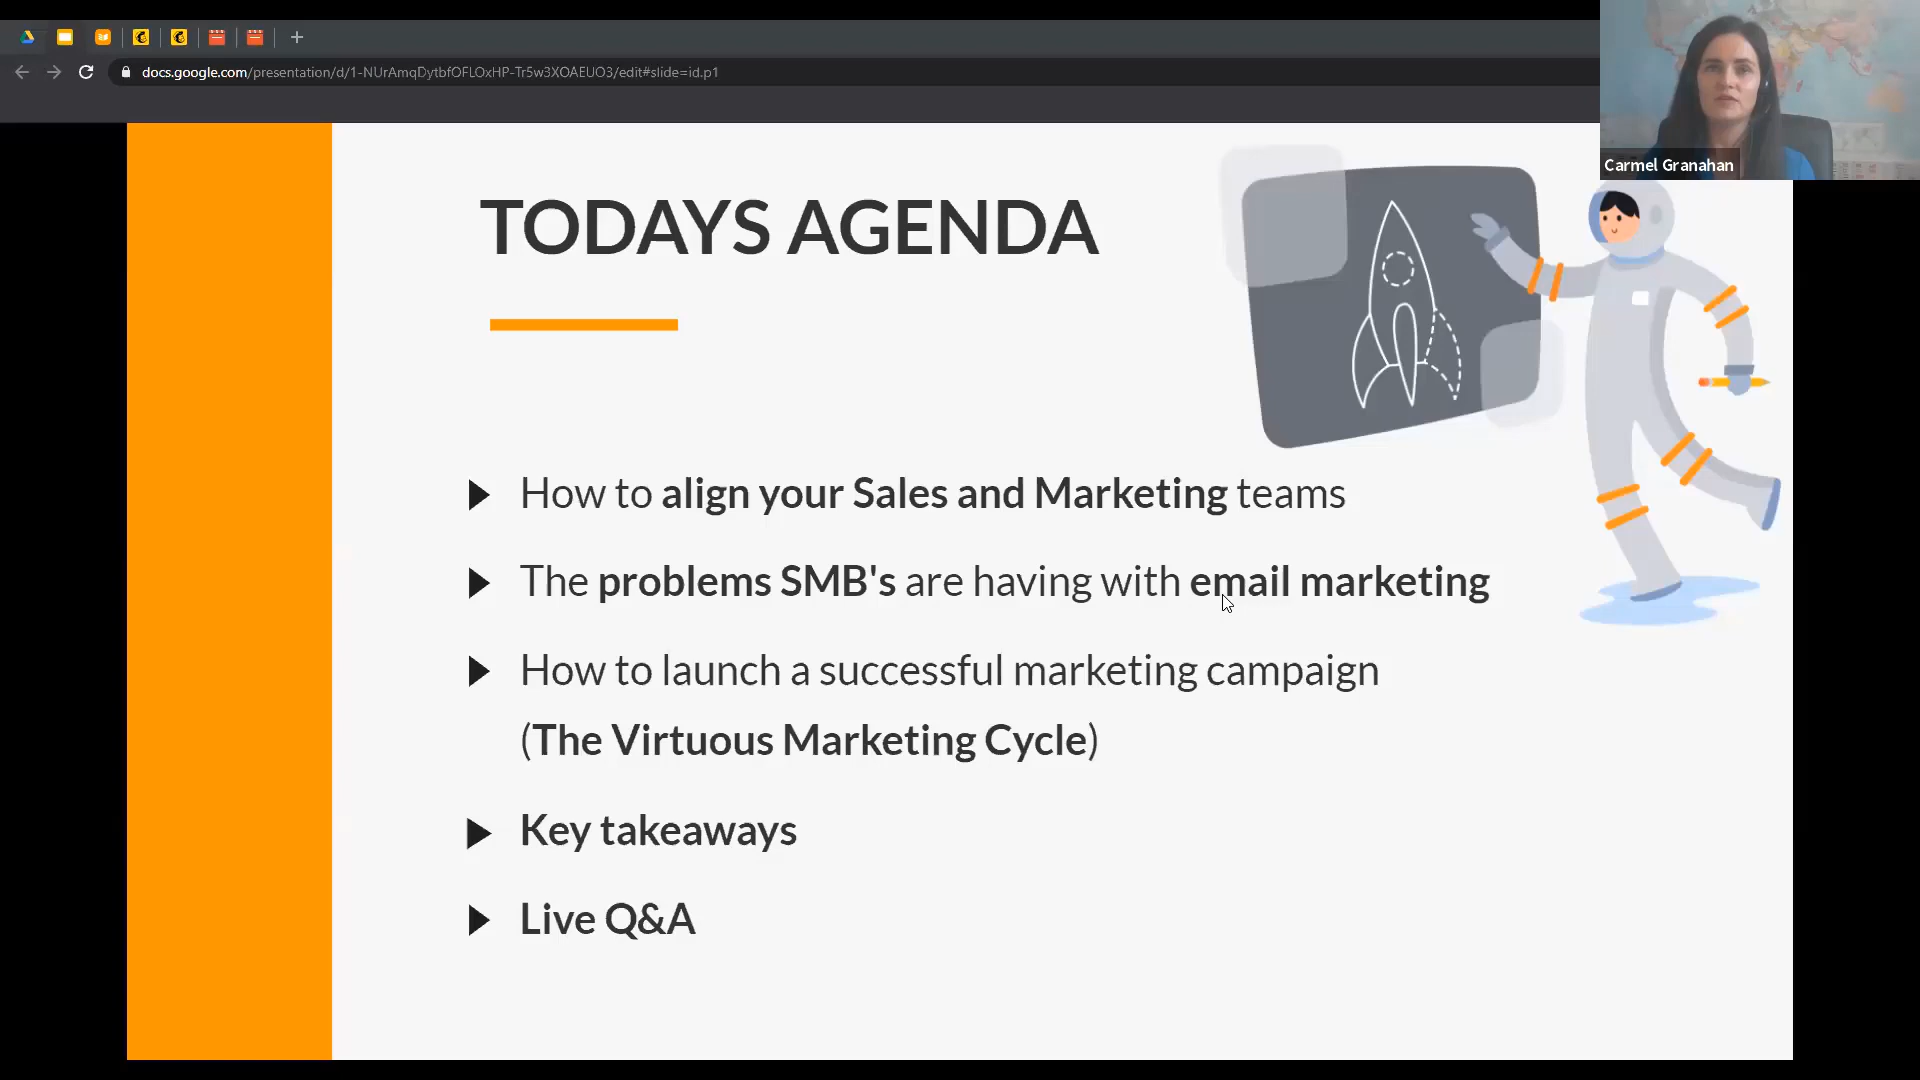 docs.google.com/presentation/d/1-NUrAmqDytbfOFLOxHP-Tr5w3XOAEUO3/edit#slide=id.p1
Carmel Granahan
TODAYS AGENDA
How to align your Sales and Marketing teams
The problems SMB's are having with email marketing
How to launch a successful marketing campaign
(The Virtuous Marketing Cycle)
Key takeaways
Live Q&A